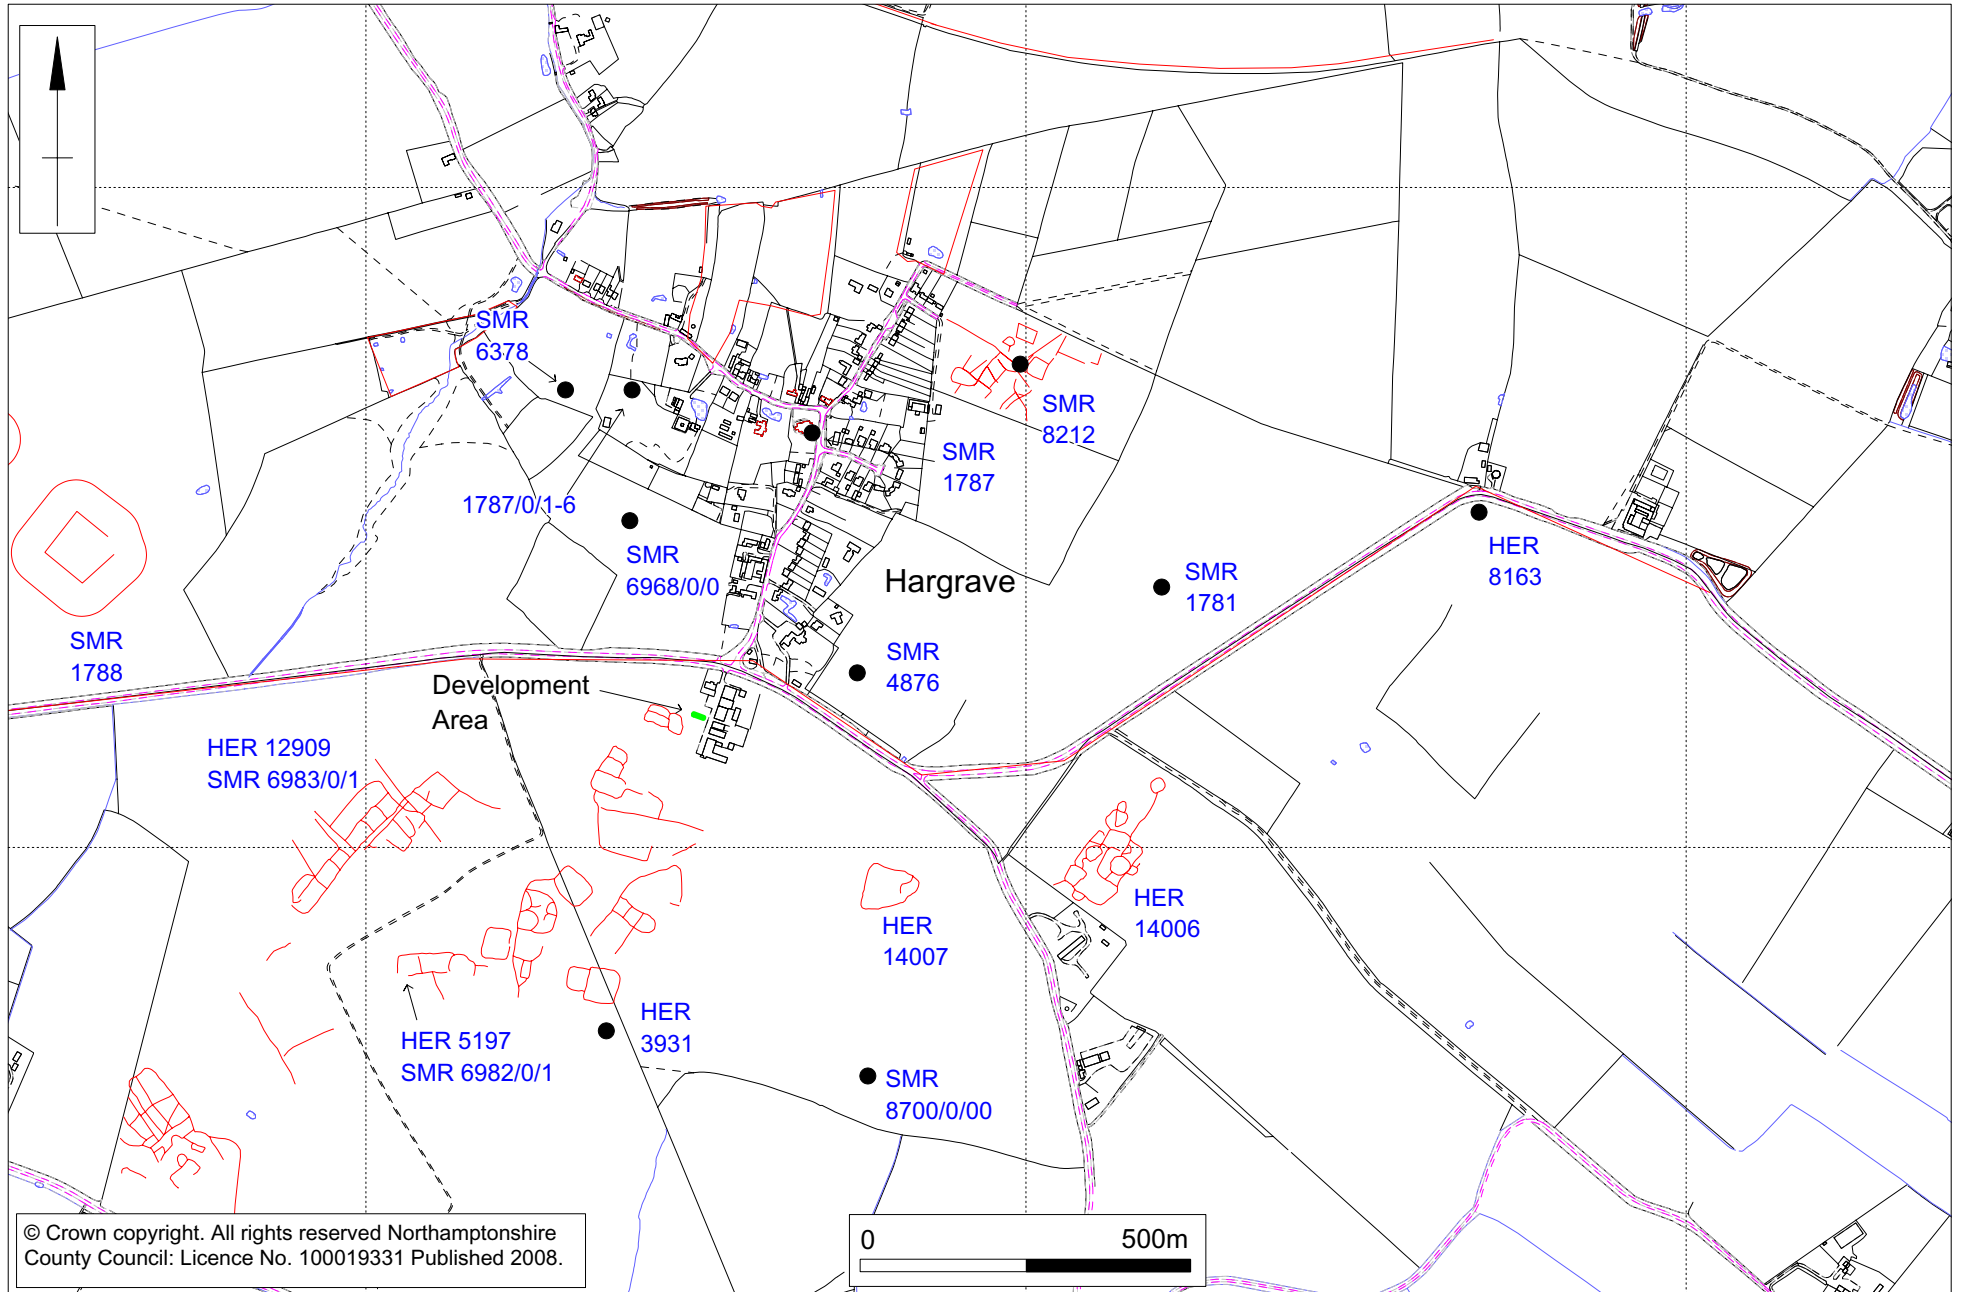 SMR
6378
SMR
8212
SMR
1787
1787/0/1-6
SMR
6968/0/0
HER
8163
Hargrave
SMR
1781
SMR
1788
SMR
4876
Development
Area
HER 12909
SMR 6983/0/1
HER
14007
HER
14006
HER
3931
HER 5197
SMR 6982/0/1
SMR
8700/0/00
© Crown copyright. All rights reserved Northamptonshire
County Council: Licence No. 100019331 Published 2008.
0 500m